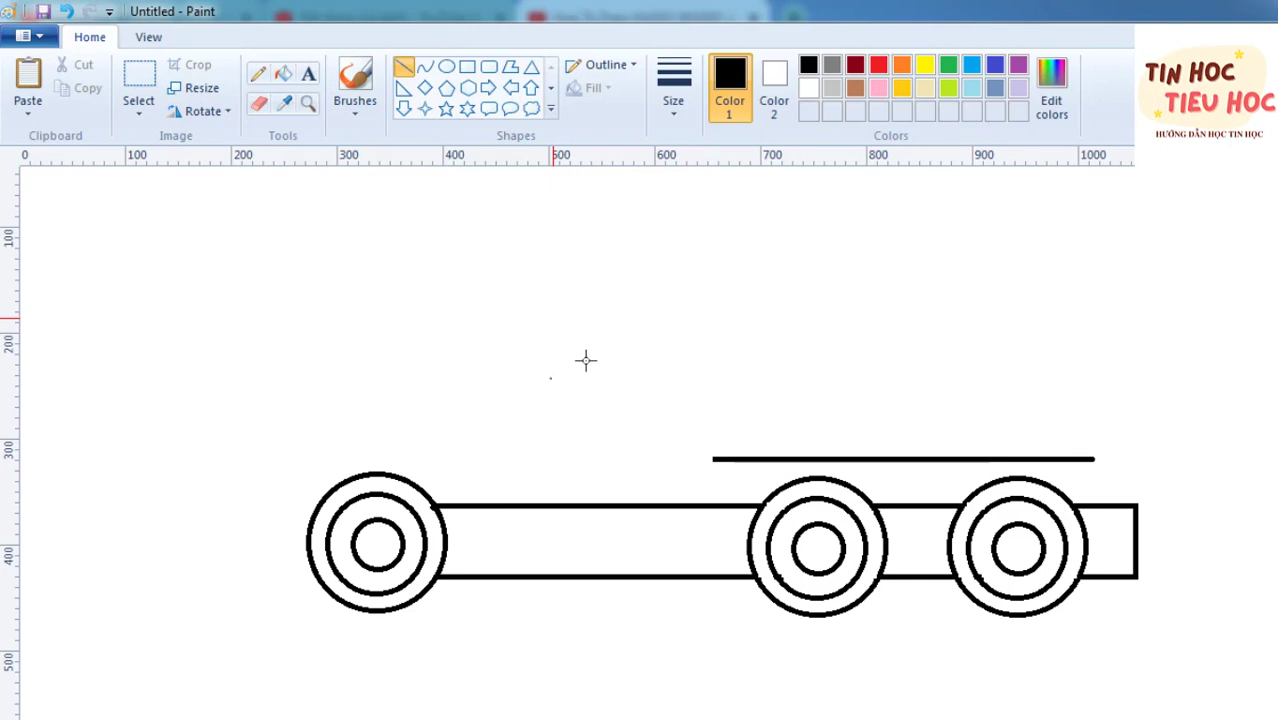 Untitled - Paint
Home
View
Paste
Cut
Copy
Clipboard
Select
Crop
Resize
Rotate
Image
Tools
Brushes
Shapes
Outline
Fill
Size
Color
1
Color
2
Colors
Edit
colors
TIN HOC
TIEU HOC
HƯỚNG DẪN HỌC TIN HỌC
0 100 200 300 400 500 600 700 800 900 1000
100
200
300
400
500